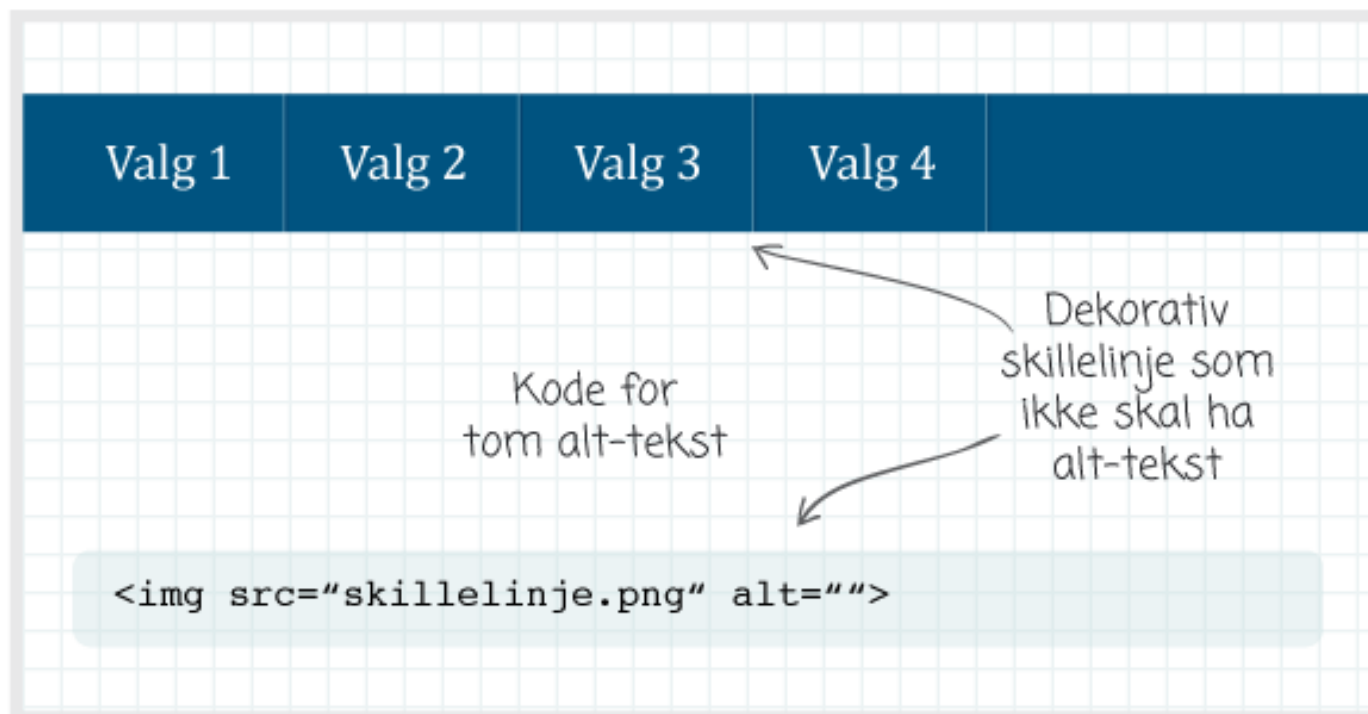 Valg 1 Valg 2 Valg 3 Valg 4
Dekorativ
skillelinje som
ikke skal ha
alt-tekst
Kode for
tom alt-tekst
<img src=“skillelinje.png“ alt=““>